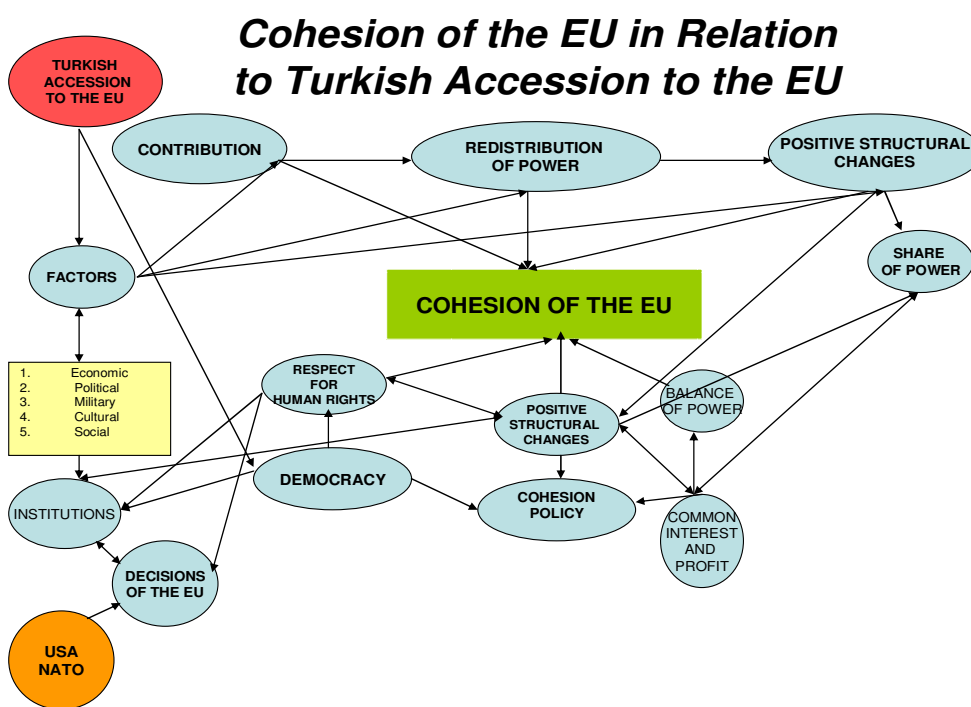 Cohesion of the EU in Relation
to Turkish Accession to the EU
TURKISH
ACCESSION
TO THE EU
CONTRIBUTION
REDISTRIBUTION
OF POWER
POSITIVE STRUCTURAL
CHANGES
FACTORS
SHARE
OF POWER
COHESION OF THE EU
1. Economic
2. Political
3. Military
4. Cultural
5. Social
RESPECT
FOR
HUMAN RIGHTS
BALANCE
OF POWER
POSITIVE
STRUCTURAL
CHANGES
DEMOCRACY
INSTITUTIONS
COHESION
POLICY
COMMON
INTEREST
AND
PROFIT
DECISIONS
OF THE EU
USA
NATO